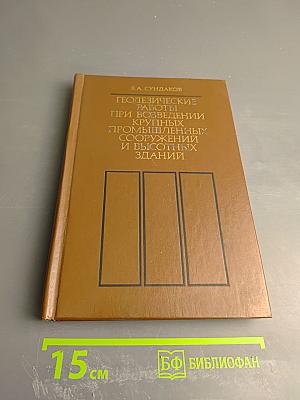 Я.А. СУНДАКОВ
ГЕОДЕЗИЧЕСКИЕ
РАБОТЫ
ПРИ ВОЗВЕДЕНИИ
КРУПНЫХ
ПРОМЫШЛЕННЫХ
СООРУЖЕНИЙ
И ВЫСОТНЫХ
ЗДАНИЙ
15 см
БФ БИБЛИОФАН